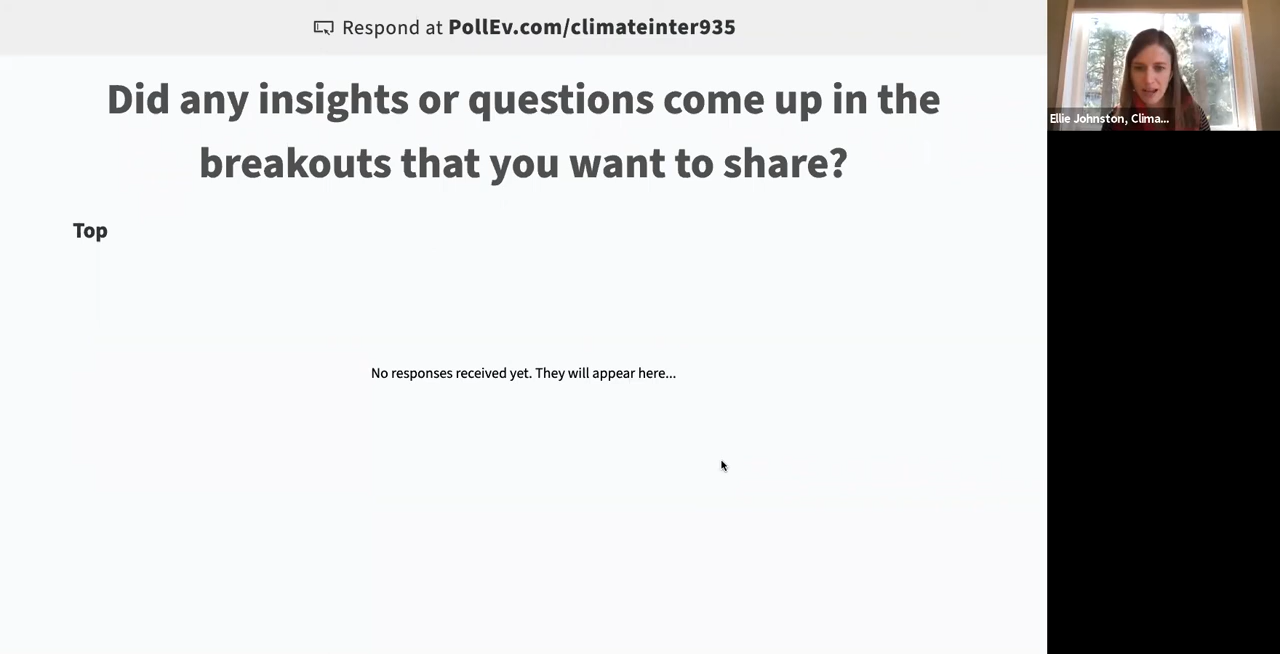 Respond at PollEv.com/climateinter935
Did any insights or questions come up in the
breakouts that you want to share?
Top
No responses received yet. They will appear here...
Ellie Johnston, Clima...